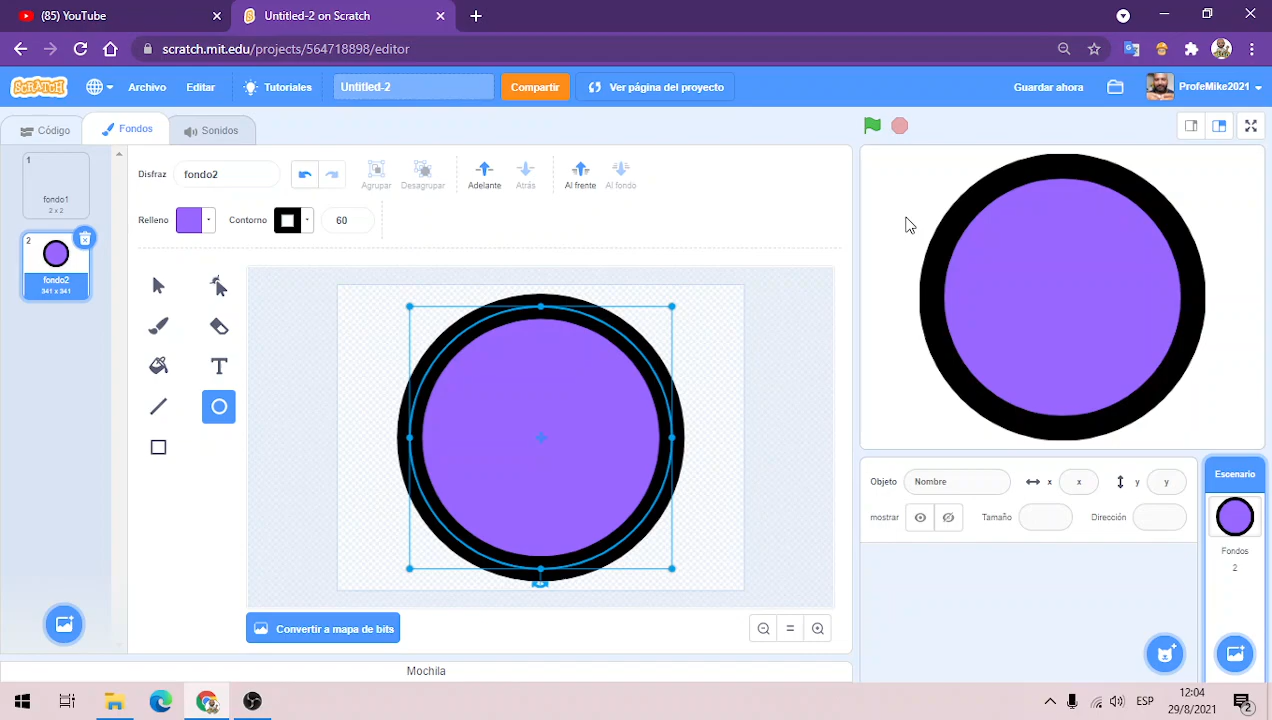 (85) YouTube
Untitled-2 on Scratch
scratch.mit.edu/projects/564718898/editor
SCRATCH
Archivo
Editar
Tutoriales
Untitled-2
Compartir
Ver página del proyecto
Guardar ahora
ProfeMike2021
Código
Fondos
Sonidos
1
fondo1
2 x 2
2
fondo2
341 x 341
Disfraz
fondo2
Agrupar
Desagrupar
Adelante
Atrás
Al frente
Al fondo
Relleno
Contorno
60
Convertir a mapa de bits
Mochila
Objeto
Nombre
x
x
y
y
mostrar
Tamaño
Dirección
Escenario
Fondos
2
ESP
12:04
29/8/2021
2